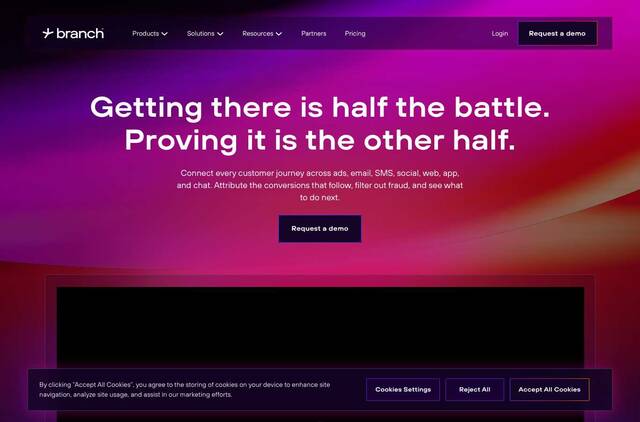 branch
Products
Solutions
Resources
Partners
Pricing
Login
Request a demo
Getting there is half the battle.
Proving it is the other half.
Connect every customer journey across ads, email, SMS, social, web, app,
and chat. Attribute the conversions that follow, filter out fraud, and see what
to do next.
Request a demo
By clicking "Accept All Cookies", you agree to the storing of cookies on your device to enhance site
navigation, analyze site usage, and assist in our marketing efforts.
Cookies Settings
Reject All
Accept All Cookies